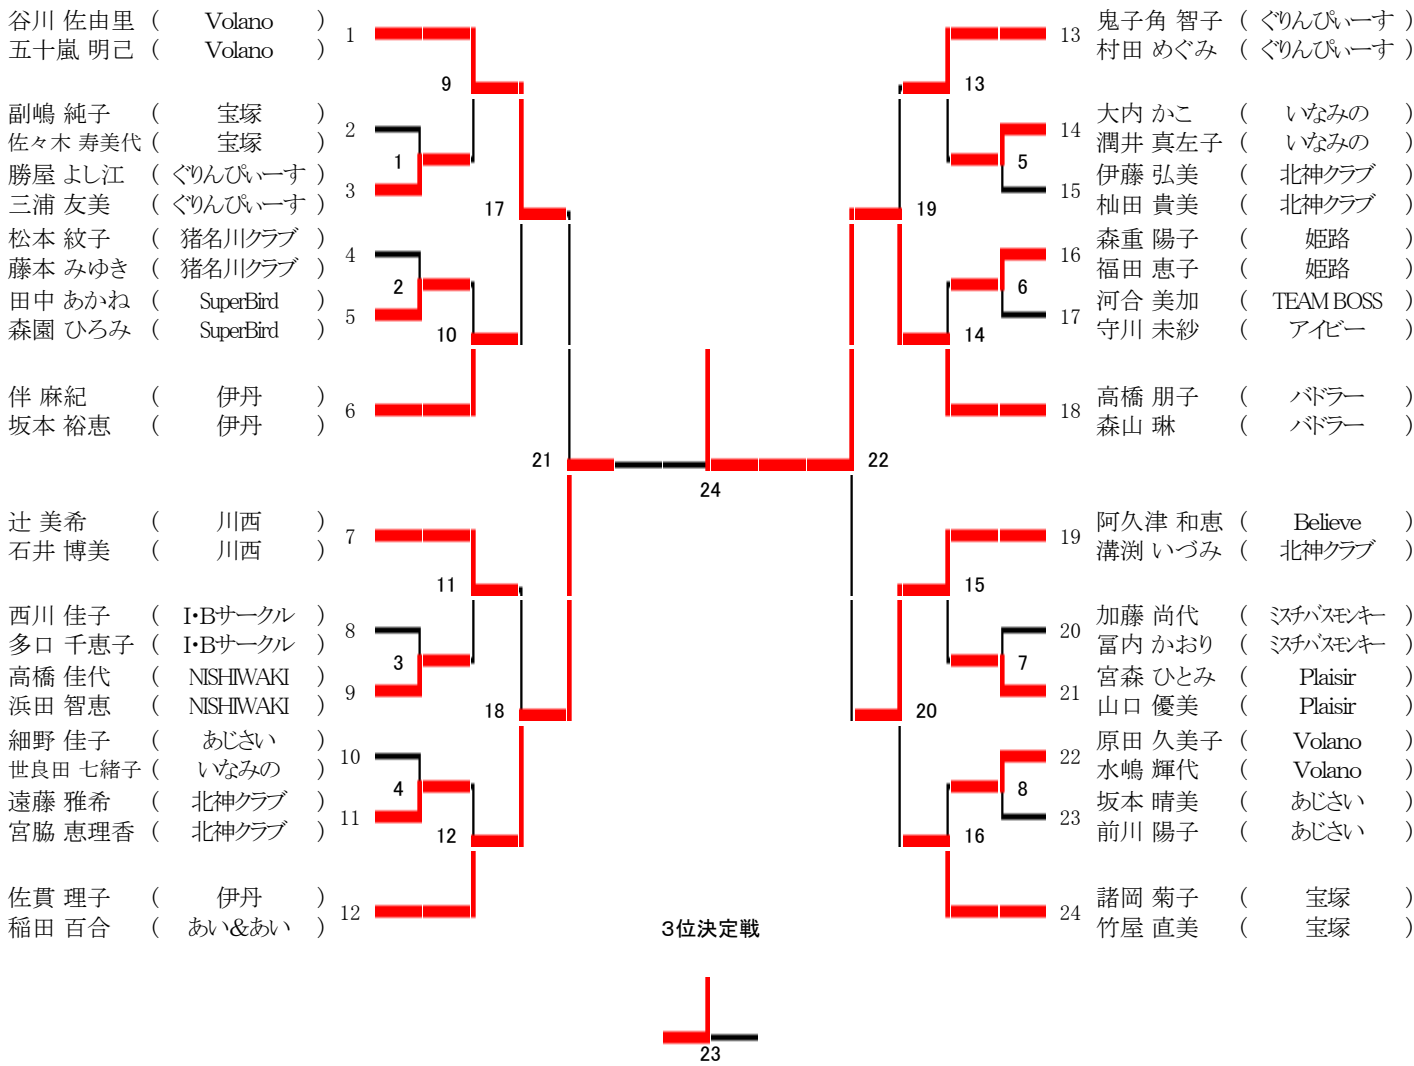 谷川 佐由里 ( Volano ) 1
五十嵐 明己 ( Volano )
9
副嶋 純子 ( 宝塚 ) 2
佐々木 寿美代 ( 宝塚 )
1
勝屋 よし江 ( ぐりんぴぃーす ) 3
三浦 友美 ( ぐりんぴぃーす )
17
松本 紋子 ( 猪名川クラブ ) 4
藤本 みゆき ( 猪名川クラブ )
2
田中 あかね ( SuperBird ) 5
森園 ひろみ ( SuperBird )
10
伴 麻紀 ( 伊丹 ) 6
坂本 裕恵 ( 伊丹 )
21
辻 美希 ( 川西 ) 7
石井 博美 ( 川西 )
11
西川 佳子 ( I・Bサークル ) 8
多口 千恵子 ( I・Bサークル )
3
高橋 佳代 ( NISHIWAKI ) 9
浜田 智恵 ( NISHIWAKI )
18
細野 佳子 ( あじさい ) 10
世良田 七緒子 ( いなみの )
4
遠藤 雅希 ( 北神クラブ ) 11
宮脇 恵理香 ( 北神クラブ )
12
佐貫 理子 ( 伊丹 ) 12
稲田 百合 ( あい&あい )
24
3位決定戦
23
13 鬼子角 智子 ( ぐりんぴぃーす )
村田 めぐみ ( ぐりんぴぃーす )
13
14 大内 かこ ( いなみの )
潤井 真左子 ( いなみの )
5
15 伊藤 弘美 ( 北神クラブ )
杣田 貴美 ( 北神クラブ )
19
16 森重 陽子 ( 姫路 )
福田 恵子 ( 姫路 )
6
17 河合 美加 ( TEAM BOSS )
守川 未紗 ( アイビー )
14
18 高橋 朋子 ( バドラー )
森山 琳 ( バドラー )
22
19 阿久津 和恵 ( Believe )
溝渕 いづみ ( 北神クラブ )
15
20 加藤 尚代 ( ミスチバスモンキー )
冨内 かおり ( ミスチバスモンキー )
7
21 宮森 ひとみ ( Plaisir )
山口 優美 ( Plaisir )
20
22 原田 久美子 ( Volano )
水嶋 輝代 ( Volano )
8
23 坂本 晴美 ( あじさい )
前川 陽子 ( あじさい )
16
24 諸岡 菊子 ( 宝塚 )
竹屋 直美 ( 宝塚 )